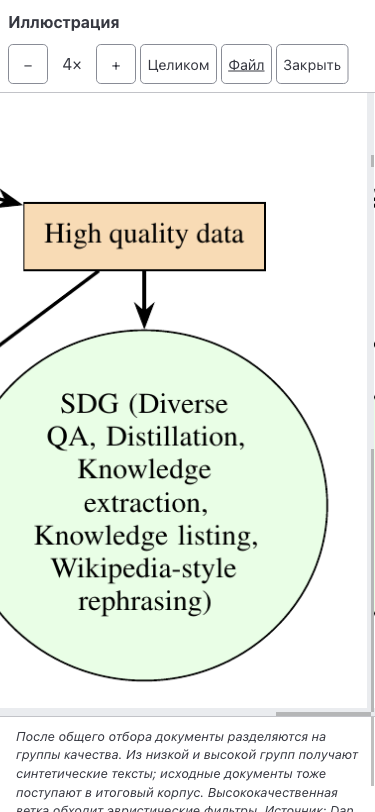 Иллюстрация
− 4× + Целиком Файл Закрыть
High quality data
SDG (Diverse
QA, Distillation,
Knowledge
extraction,
Knowledge listing,
Wikipedia-style
rephrasing)
После общего отбора документы разделяются на
группы качества. Из низкой и высокой групп получают
синтетические тексты; исходные документы тоже
поступают в итоговый корпус. Высококачественная
ветка обходит эвристические фильтры. Источник: Dan